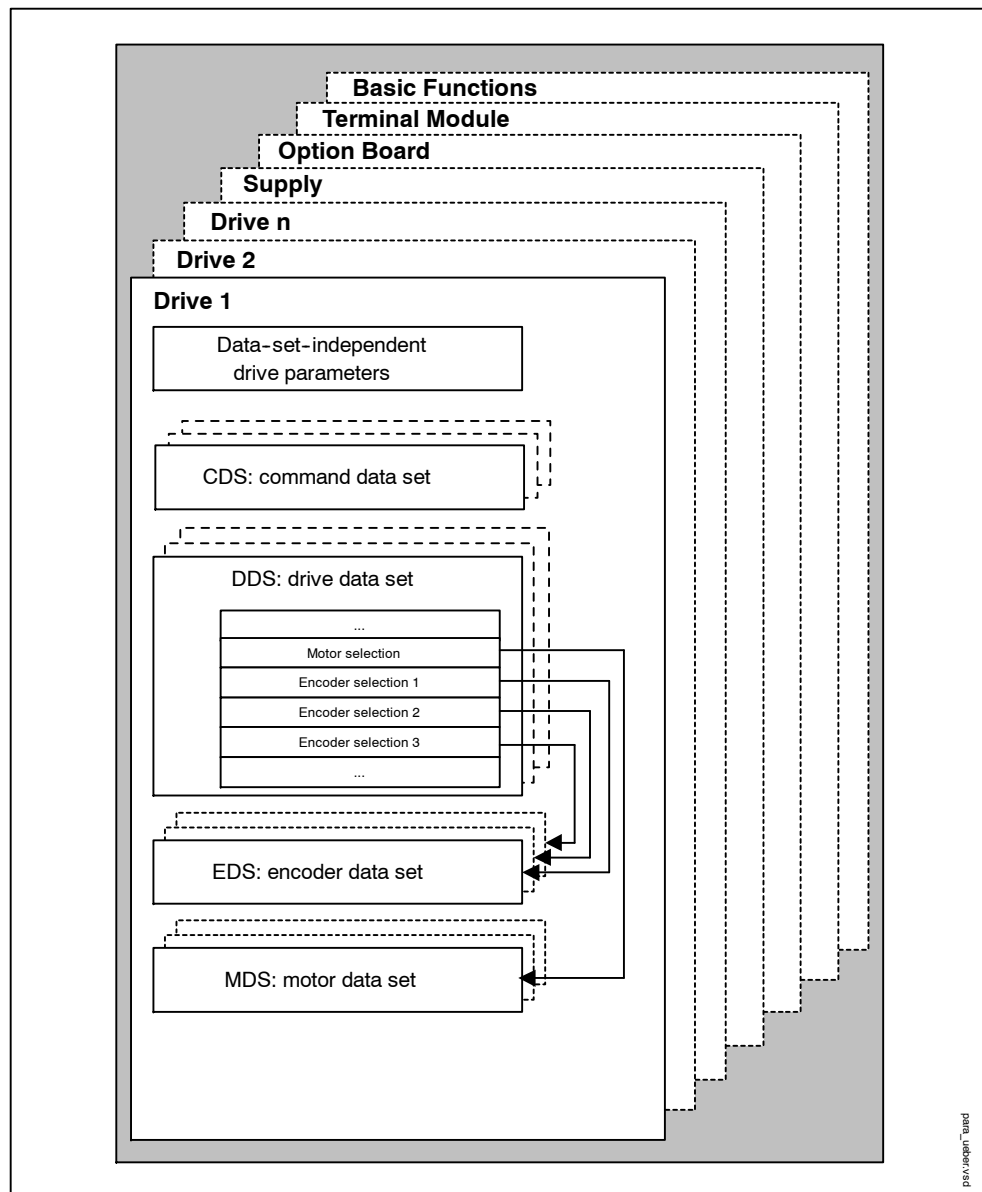 Basic Functions
Terminal Module
Option Board
Supply
Drive n
Drive 2
Drive 1
Data-set-independent
drive parameters
CDS: command data set
DDS: drive data set
...
Motor selection
Encoder selection 1
Encoder selection 2
Encoder selection 3
...
EDS: encoder data set
MDS: motor data set
para_ueber.vsd